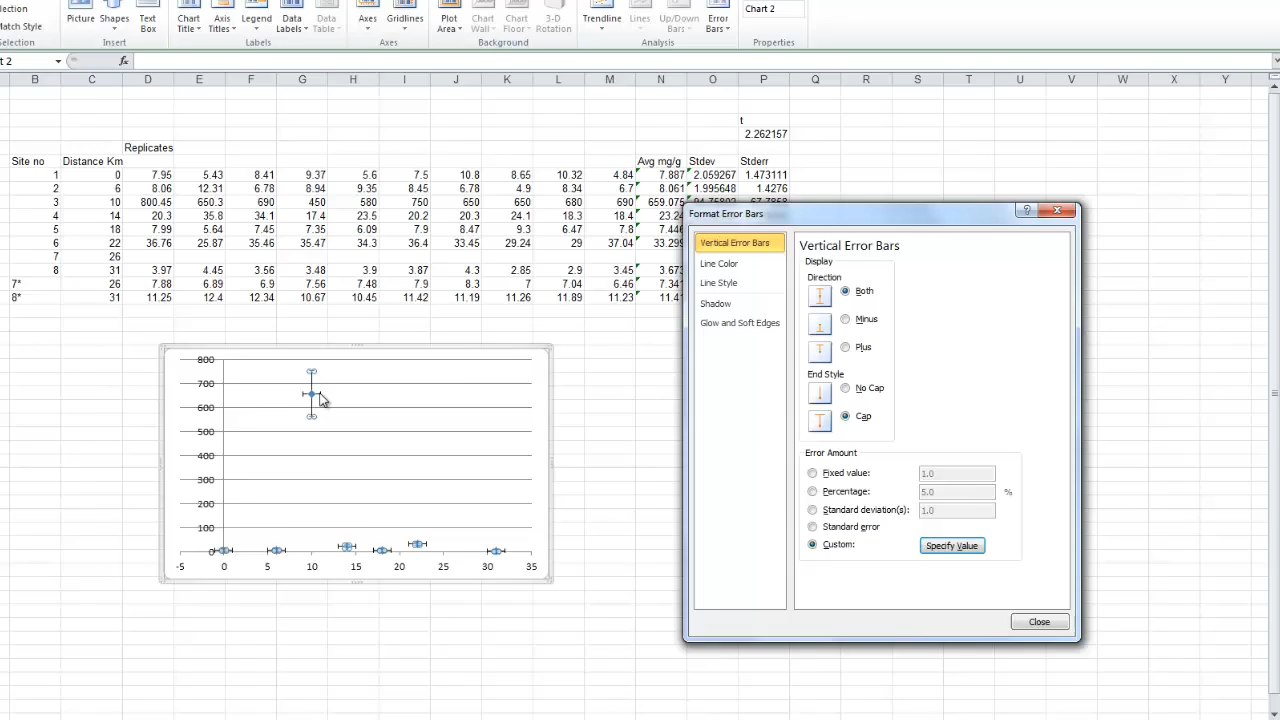 election
atch Style
Selection
Picture Shapes Text Box
Insert
Chart Title Axis Titles Legend Data Labels Data Table
Labels
Axes Gridlines
Axes
Plot Area Chart Wall Chart Floor 3-D Rotation
Background
Trendline Lines Up/Down Bars Error Bars
Analysis
Chart 2
Properties
t 2 fx
B C D E F G H I J K L M N O P Q R S T U V W X Y
t
2.262157
Replicates
Site no Distance Km Avg mg/g Stdev Stderr
1 0 7.95 5.43 8.41 9.37 5.6 7.5 10.8 8.65 10.32 4.84 7.887 2.059267 1.473111
2 6 8.06 12.31 6.78 8.94 9.35 8.45 6.78 4.9 8.34 6.7 8.061 1.995648 1.4276
3 10 800.45 650.3 690 450 580 750 650 680 650 690 659.075
4 14 20.3 35.8 34.1 17.4 23.5 20.2 20.3 24.1 18.3 18.4 23.24
18 7.99 5.64 7.45 7.35 6.09 7.9 8.47 9.3 6.47 7.8 7.446
6 22 36.76 25.87 35.46 35.47 34.3 36.4 33.45 29.24 29 37.04 33.299
7 26
8 31 3.97 4.45 3.56 3.48 3.9 3.87 4.3 2.85 2.9 3.45 3.673
7* 26 7.88 6.89 6.9 7.56 7.48 7.9 8.3 7 7.04 6.46 7.341
8* 31 11.25 12.4 12.34 10.67 10.45 11.42 11.19 11.26 11.89 11.23 11.41
800
700
600
500
400
300
200
100
0
-5 0 5 10 15 20 25 30 35
Format Error Bars
Vertical Error Bars
Line Color
Line Style
Shadow
Glow and Soft Edges
Vertical Error Bars
Display
Direction
Both
Minus
Plus
End Style
No Cap
Cap
Error Amount
Fixed value: 1.0
Percentage: 5.0 %
Standard deviation(s): 1.0
Standard error
Custom: Specify Value
Close